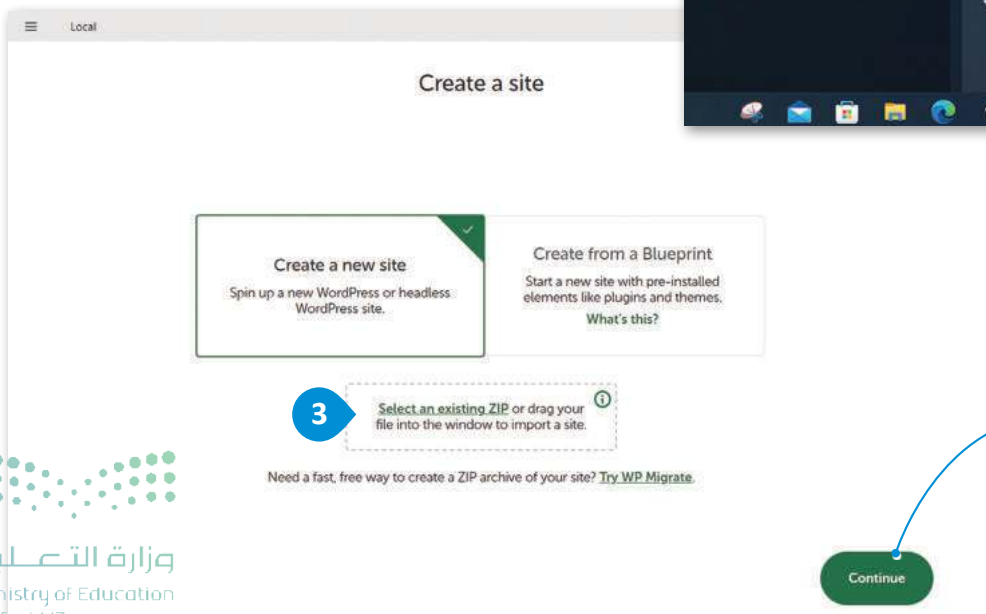 Local
Create a site
Create a new site
Spin up a new WordPress or headless
WordPress site.
Create from a Blueprint
Start a new site with pre-installed
elements like plugins and themes.
What's this?
3
Select an existing ZIP or drag your
file into the window to import a site.
Need a fast, free way to create a ZIP archive of your site? Try WP Migrate.
Continue
وزارة
of Education